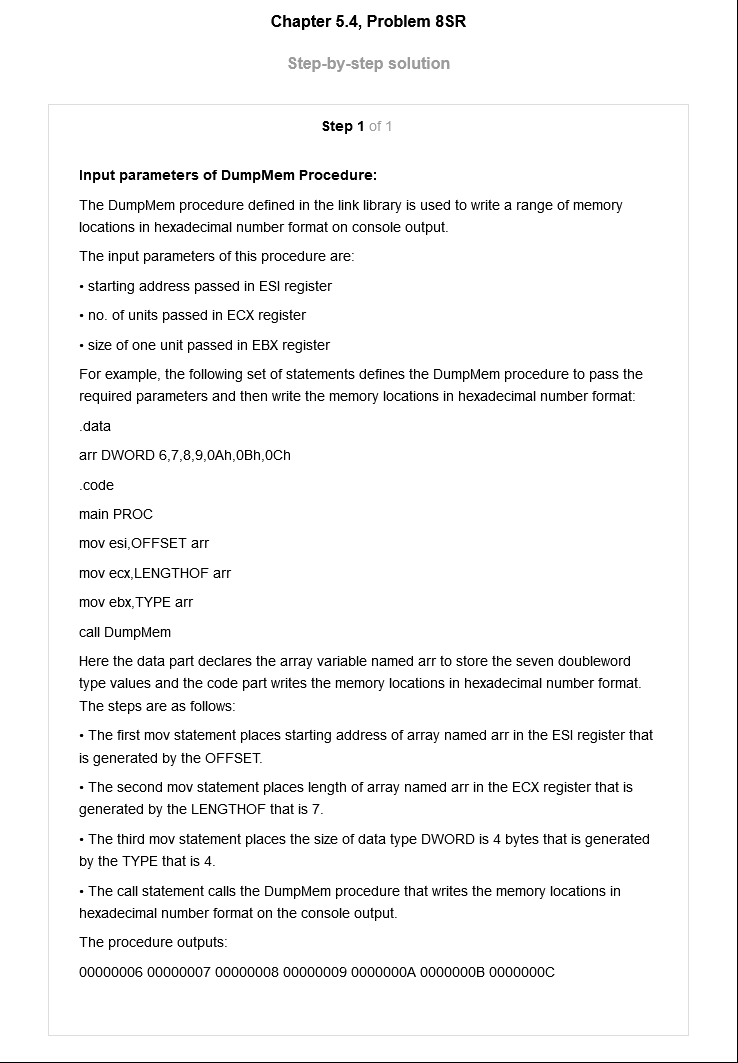 Chapter 5.4, Problem 8SR
Step-by-step solution
Step 1 of 1
Input parameters of DumpMem Procedure:
The DumpMem procedure defined in the link library is used to write a range of memory
locations in hexadecimal number format on console output.
The input parameters of this procedure are:
• starting address passed in ESI register
• no. of units passed in ECX register
• size of one unit passed in EBX register
For example, the following set of statements defines the DumpMem procedure to pass the
required parameters and then write the memory locations in hexadecimal number format:
.data
arr DWORD 6,7,8,9,0Ah,0Bh,0Ch
.code
main PROC
mov esi,OFFSET arr
mov ecx,LENGTHOF arr
mov ebx,TYPE arr
call DumpMem
Here the data part declares the array variable named arr to store the seven doubleword
type values and the code part writes the memory locations in hexadecimal number format.
The steps are as follows:
• The first mov statement places starting address of array named arr in the ESI register that
is generated by the OFFSET.
• The second mov statement places length of array named arr in the ECX register that is
generated by the LENGTHOF that is 7.
• The third mov statement places the size of data type DWORD is 4 bytes that is generated
by the TYPE that is 4.
• The call statement calls the DumpMem procedure that writes the memory locations in
hexadecimal number format on the console output.
The procedure outputs:
00000006 00000007 00000008 00000009 0000000A 0000000B 0000000C